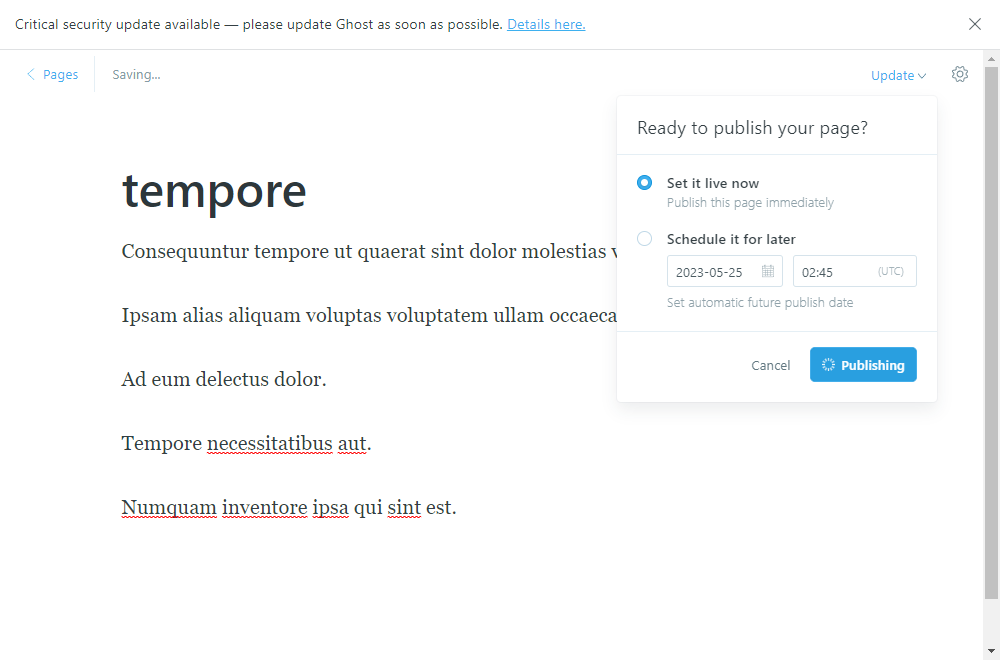 Critical security update available — please update Ghost as soon as possible. Details here.
Pages
Saving...
Update
Ready to publish your page?
Set it live now
Publish this page immediately
Schedule it for later
2023-05-25
02:45 (UTC)
Set automatic future publish date
Cancel
Publishing
tempore
Consequuntur tempore ut quaerat sint dolor molestias
Ipsam alias aliquam voluptas voluptatem ullam
Ad eum delectus dolor.
Tempore necessitatibus aut.
Numquam inventore ipsa qui sint est.